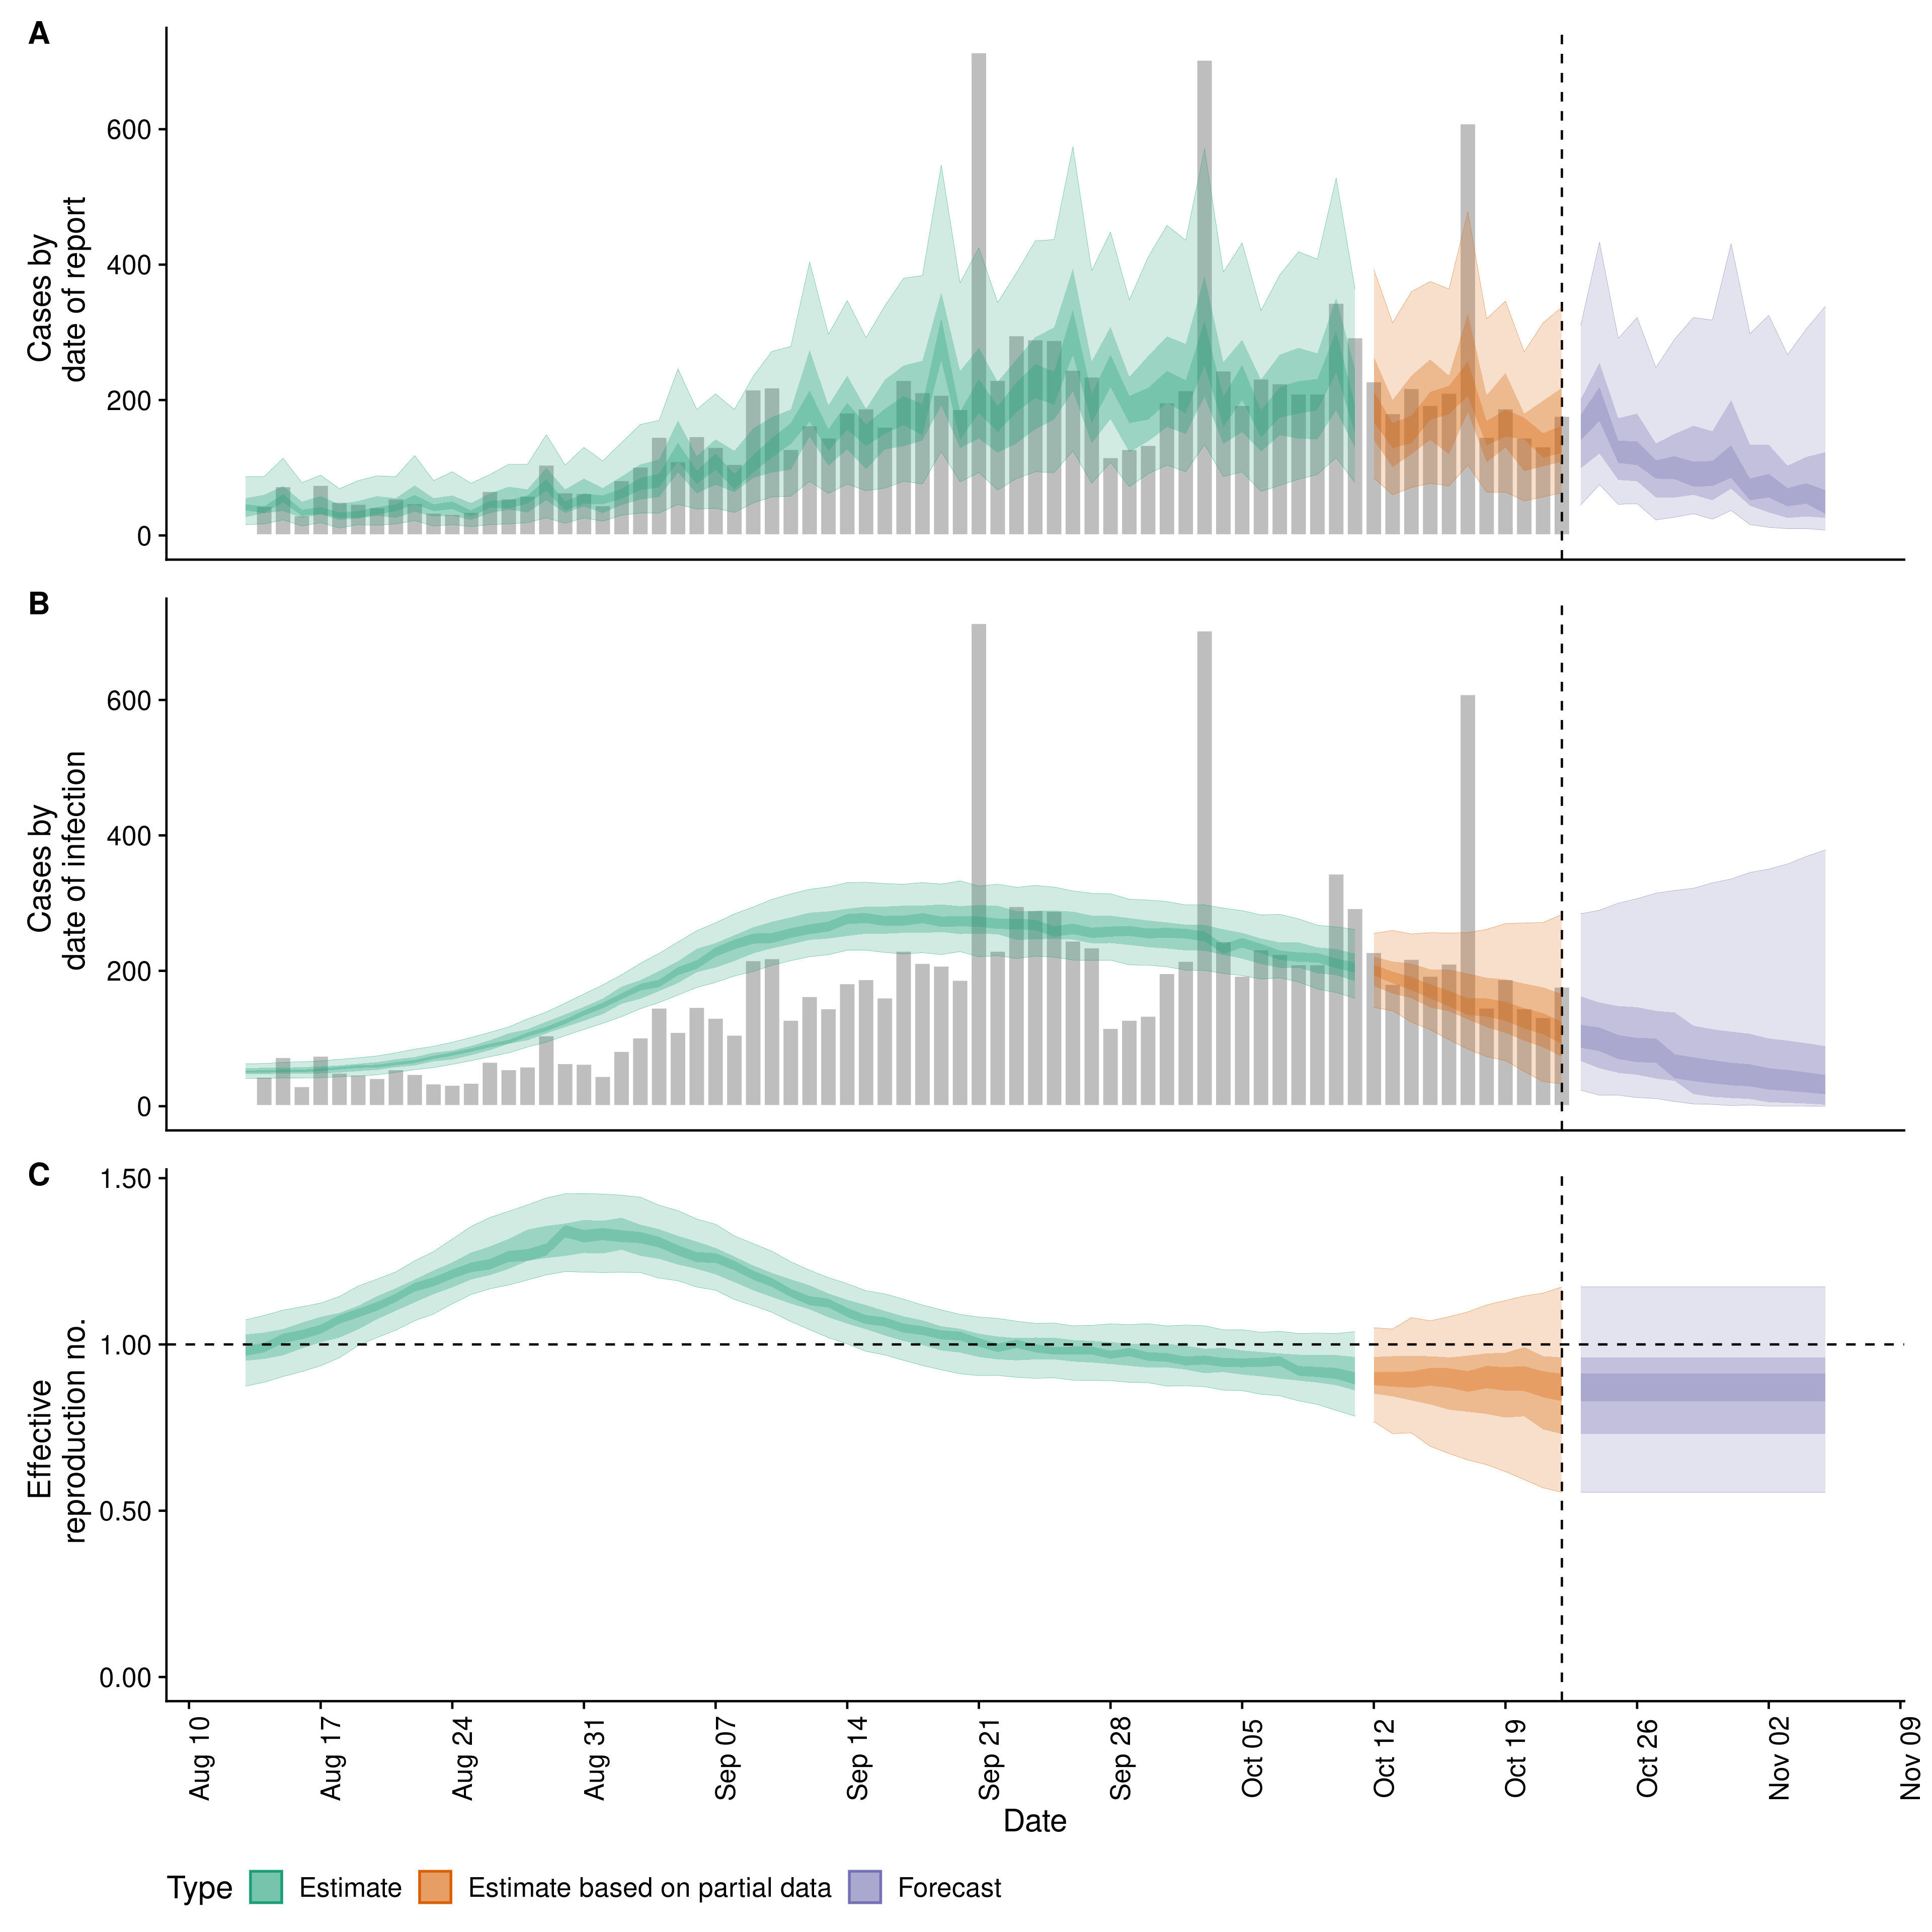 A
Cases by
date of report
600
400
200
0
B
Cases by
date of infection
600
400
200
0
C
Effective
reproduction no.
1.50
1.00
0.50
0.00
Aug 10
Aug 17
Aug 24
Aug 31
Sep 07
Sep 14
Sep 21
Sep 28
Oct 05
Oct 12
Oct 19
Oct 26
Nov 02
Nov 09
Date
Type Estimate Estimate based on partial data Forecast